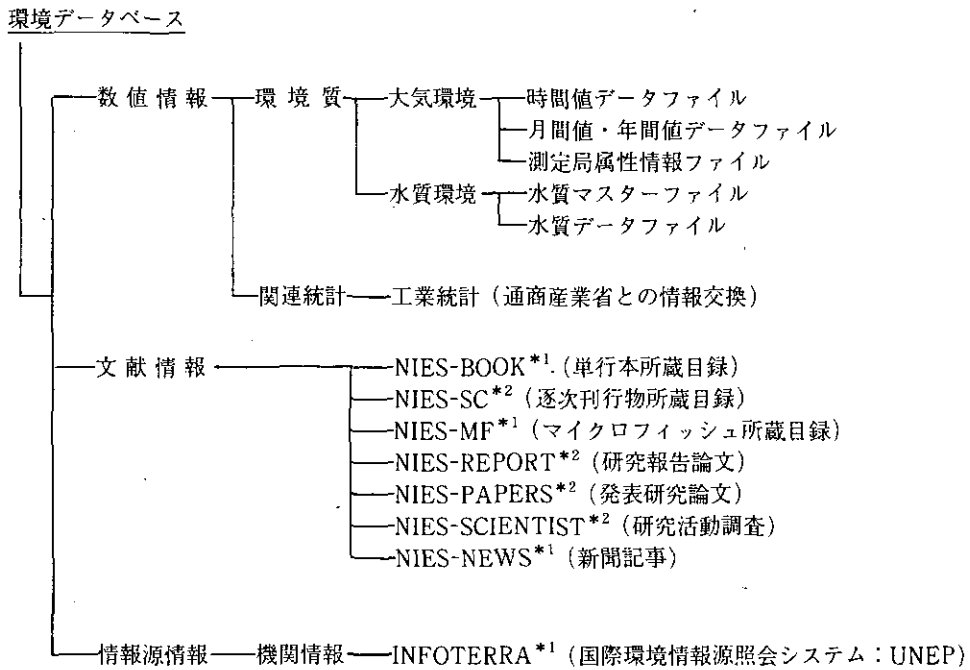 環境データベース
数値情報 環境質 大気環境 時間値データファイル
月間値・年間値データファイル
測定局属性情報ファイル
水質環境 水質マスターファイル
水質データファイル
関連統計 工業統計（通商産業省との情報交換）
文献情報 NIES-BOOK*1.（単行本所蔵目録）
NIES-SC*2（逐次刊行物所蔵目録）
NIES-MF*1（マイクロフィッシュ所蔵目録）
NIES-REPORT*2（研究報告論文）
NIES-PAPERS*2（発表研究論文）
NIES-SCIENTIST*2（研究活動調査）
NIES-NEWS*1（新聞記事）
情報源情報 機関情報 INFOTERRA*1（国際環境情報源照会システム：UNEP）